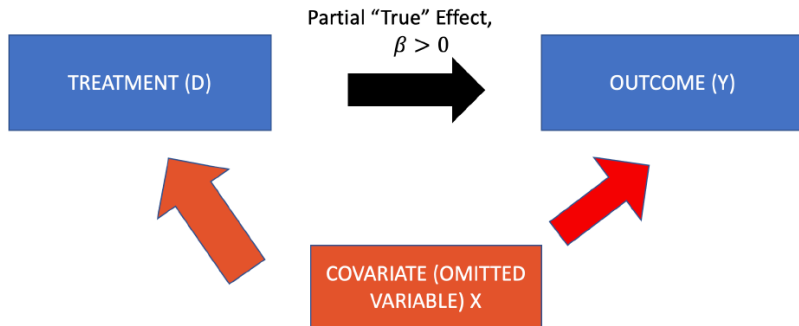 Partial “True” Effect,
β > 0
TREATMENT (D)
OUTCOME (Y)
COVARIATE (OMITTED
VARIABLE) X